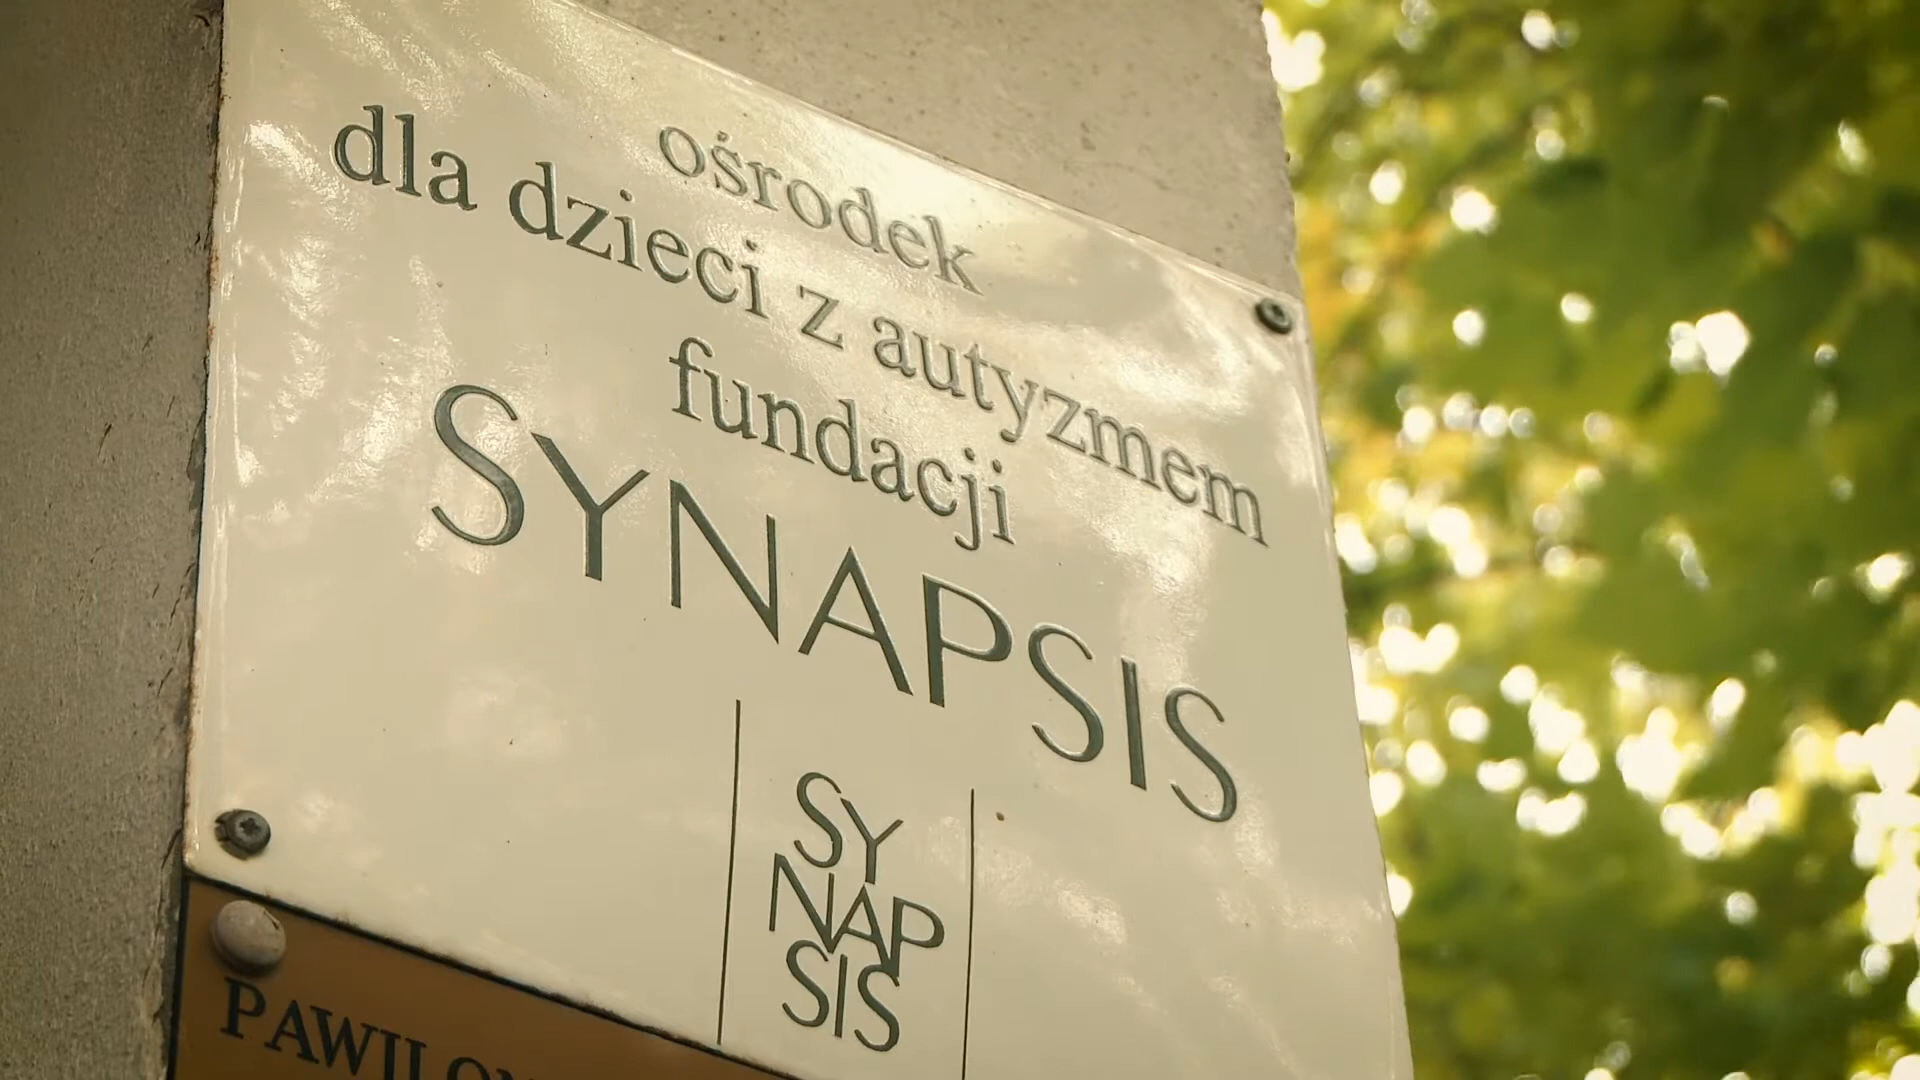 ośrodek
dla dzieci z autyzmem
fundacji
SYNAPSIS
SY
NAP
SIS